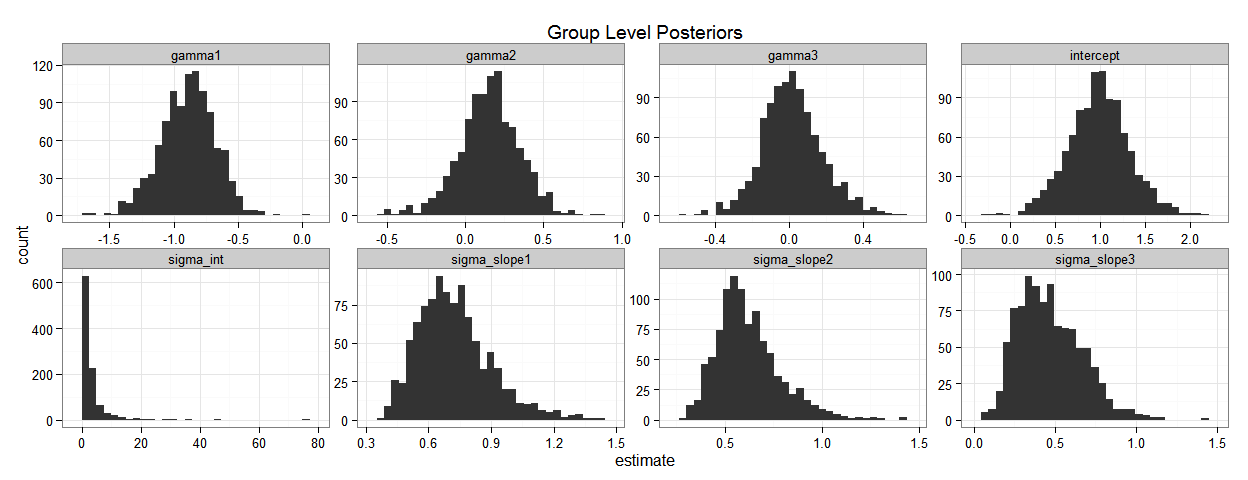 Group Level Posteriors
gamma1 gamma2 gamma3 intercept
120
90
60
30
0
90
60
30
0
90
60
30
0
90
60
30
0
-1.5 -1.0 -0.5 0.0
-0.5 0.0 0.5 1.0
-0.4 0.0 0.4
-0.5 0.0 0.5 1.0 1.5 2.0
count
sigma_int sigma_slope1 sigma_slope2 sigma_slope3
600
400
200
0
75
50
25
0
100
75
50
25
0
100
75
50
25
0
0 20 40 60 80
0.3 0.6 0.9 1.2 1.5
0.5 1.0 1.5
0.0 0.5 1.0 1.5
estimate